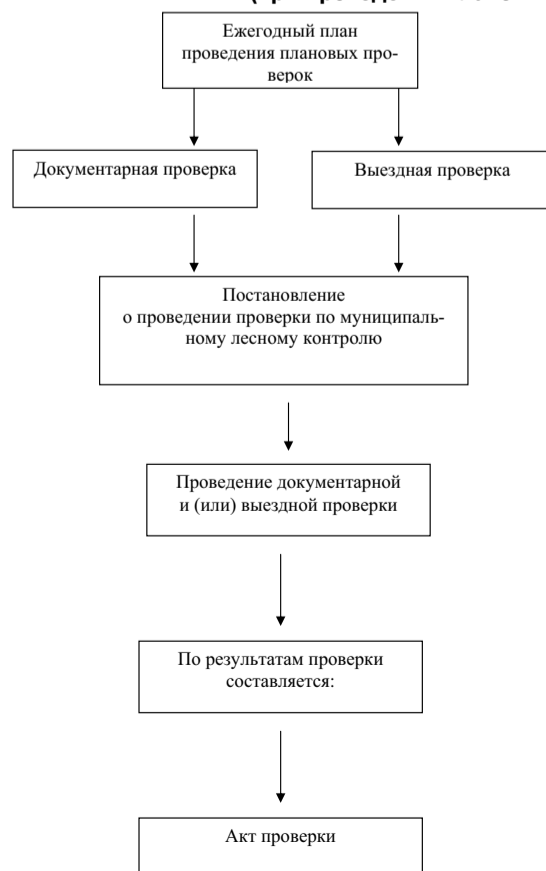 Ежегодный план
проведения плановых про-
верок
Документарная проверка
Выездная проверка
Постановление
о проведении проверки по муниципаль-
ному лесному контролю
Проведение документарной
и (или) выездной проверки
По результатам проверки
составляется:
Акт проверки